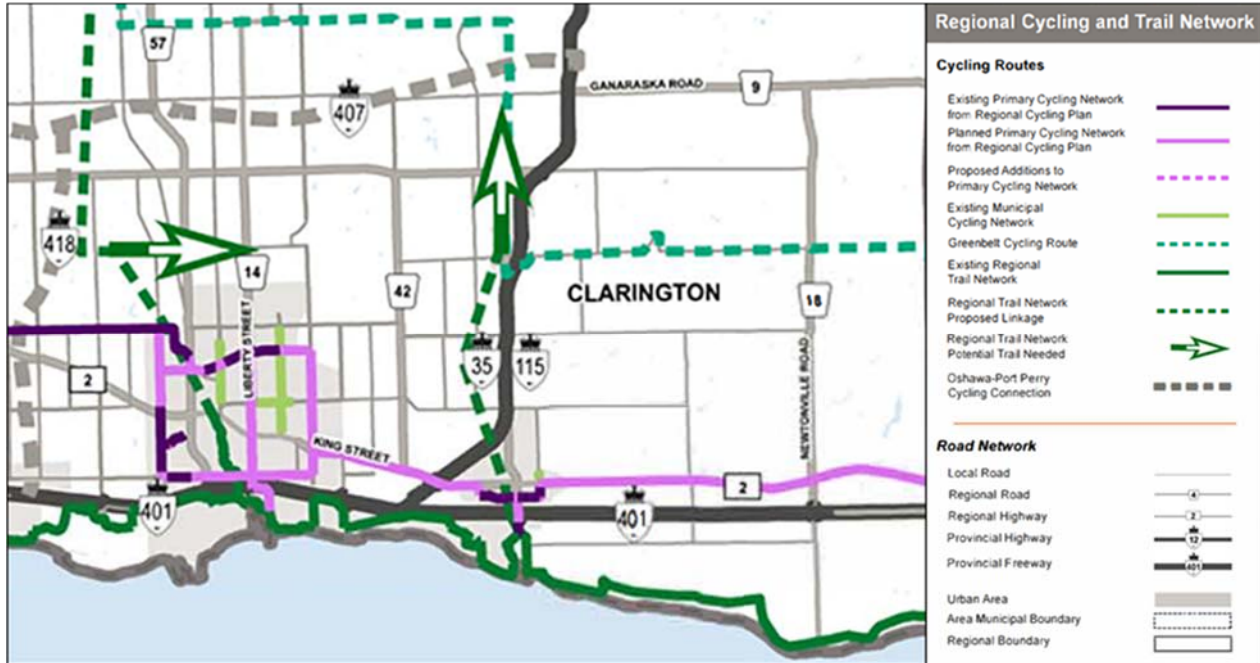 57
407
GANARASKA ROAD
9
418
14
LIBERTY STREET
42
CLARINGTON
18
35
115
NEWTONVILLE ROAD
2
KING STREET
2
401
401
Regional Cycling and Trail Network
Cycling Routes
Existing Primary Cycling Network
from Regional Cycling Plan
Planned Primary Cycling Network
from Regional Cycling Plan
Proposed Additions to
Primary Cycling Network
Existing Municipal
Cycling Network
Greenbelt Cycling Route
Existing Regional
Trail Network
Regional Trail Network
Proposed Linkage
Regional Trail Network
Potential Trail Needed
Oshawa-Port Perry
Cycling Connection
Road Network
Local Road
Regional Road
4
Regional Highway
2
Provincial Highway
12
Provincial Freeway
401
Urban Area
Area Municipal Boundary
Regional Boundary